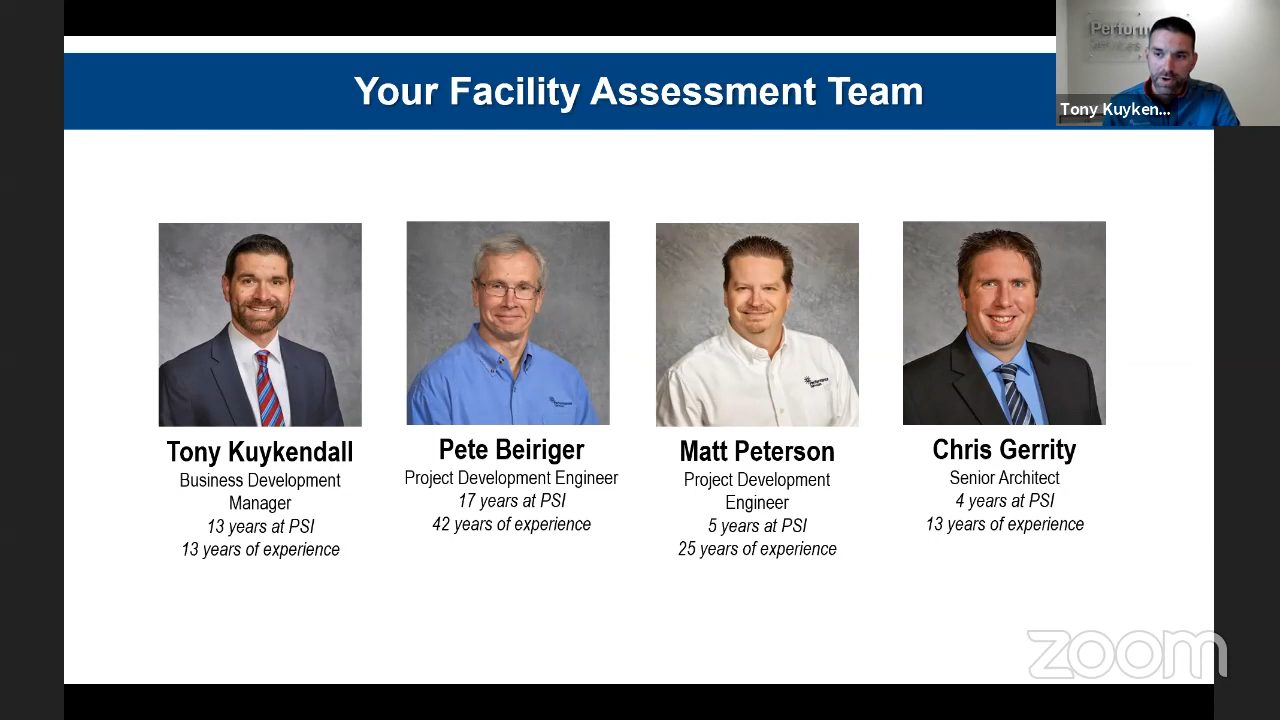 Your Facility Assessment Team
Tony Kuyken...
Tony Kuykendall
Business Development
Manager
13 years at PSI
13 years of experience
Pete Beiriger
Project Development Engineer
17 years at PSI
42 years of experience
Matt Peterson
Project Development
Engineer
5 years at PSI
25 years of experience
Chris Gerrity
Senior Architect
4 years at PSI
13 years of experience
zoom